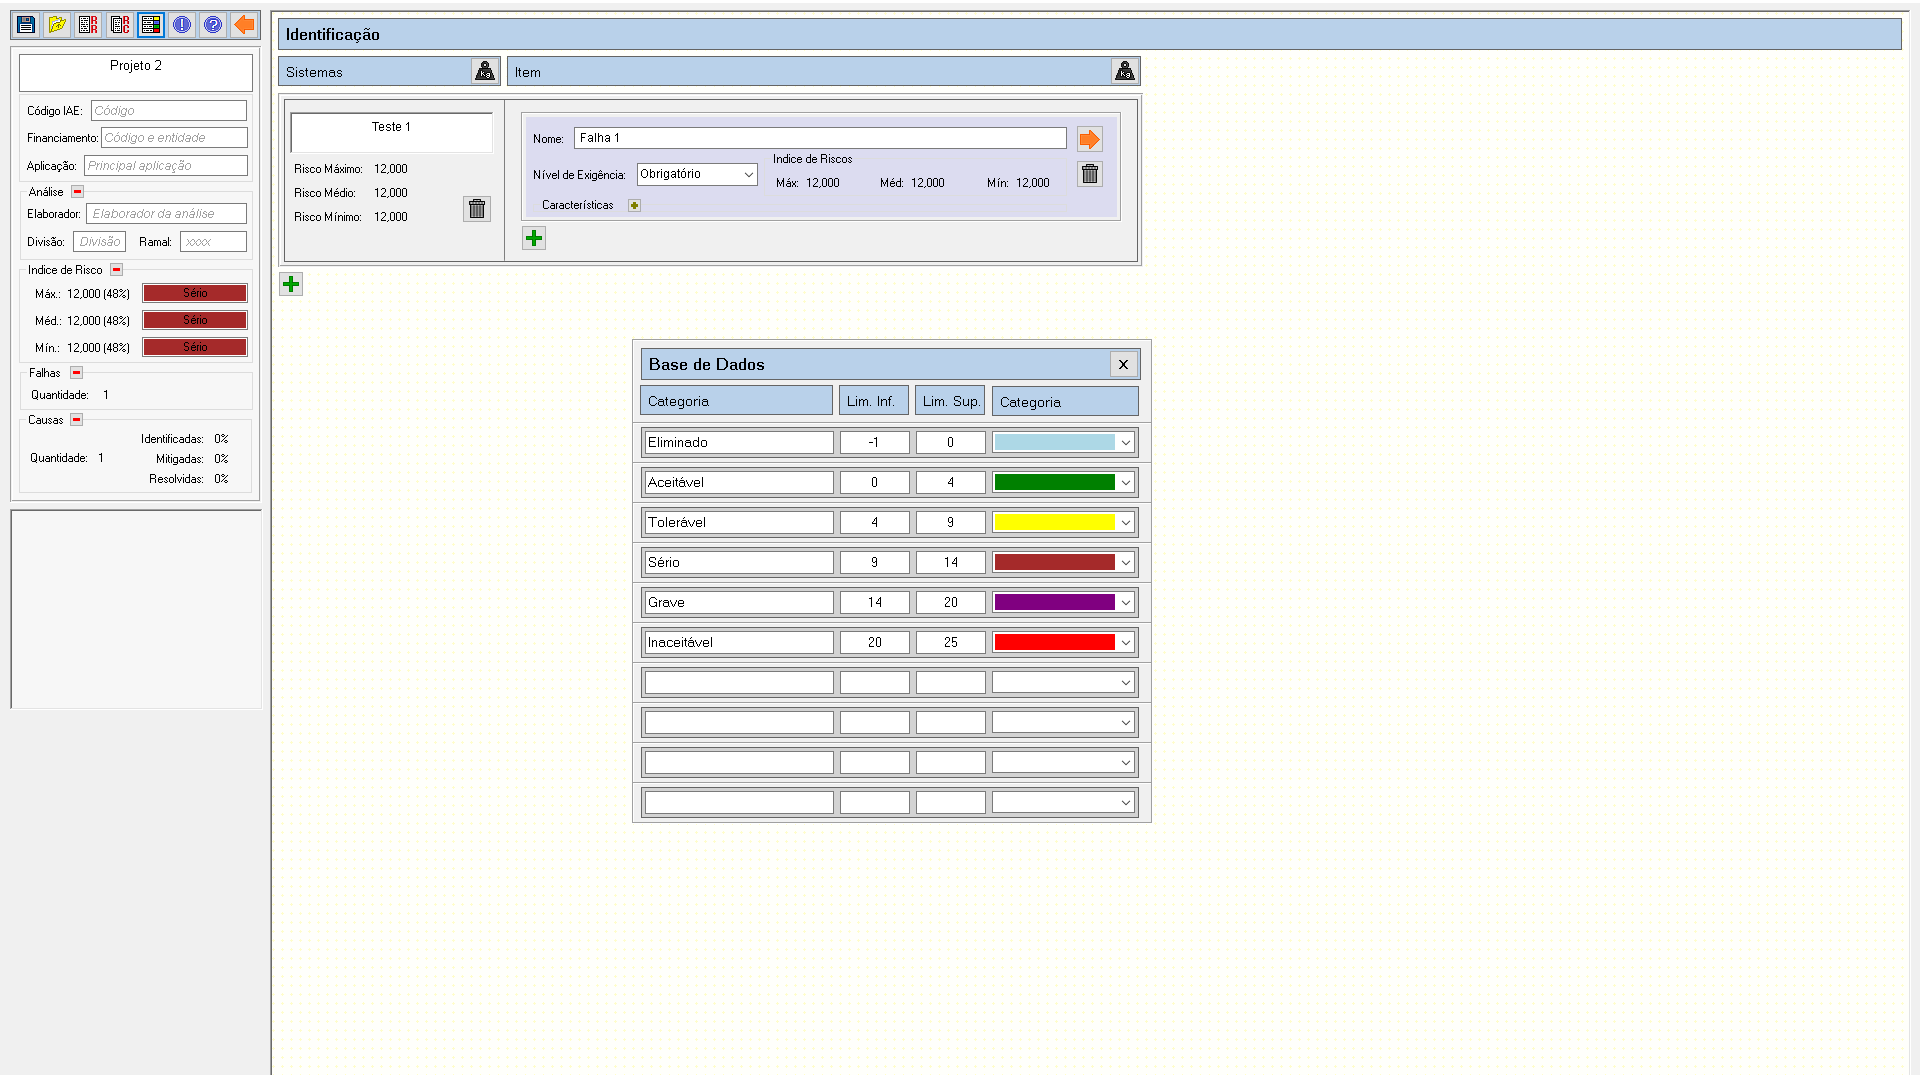 Projeto 2
Código IAE: Código
Financiamento: Código e entidade
Aplicação: Principal aplicação
Análise
Elaborador: Elaborador da análise
Divisão: Divisão Ramal: xxxx
Indice de Risco
Máx.: 12,000 (48%) Sério
Méd.: 12,000 (48%) Sério
Mín.: 12,000 (48%) Sério
Falhas
Quantidade: 1
Causas
Identificadas: 0%
Quantidade: 1 Mitigadas: 0%
Resolvidas: 0%
Identificação
Sistemas Kg Item Kg
Teste 1
Risco Máximo: 12,000
Risco Médio: 12,000
Risco Mínimo: 12,000
Nome: Falha 1
Indice de Riscos
Nível de Exigência: Obrigatório Máx: 12,000 Méd: 12,000 Mín: 12,000
Características
Base de Dados X
Categoria Lim. Inf. Lim. Sup. Categoria
Eliminado -1 0
Aceitável 0 4
Tolerável 4 9
Sério 9 14
Grave 14 20
Inaceitável 20 25